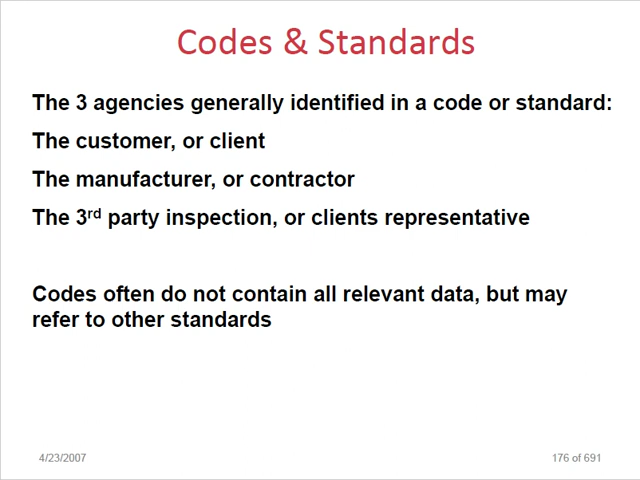 Codes & Standards
The 3 agencies generally identified in a code or standard:
The customer, or client
The manufacturer, or contractor
The 3rd party inspection, or clients representative
Codes often do not contain all relevant data, but may
refer to other standards
4/23/2007
176 of 691